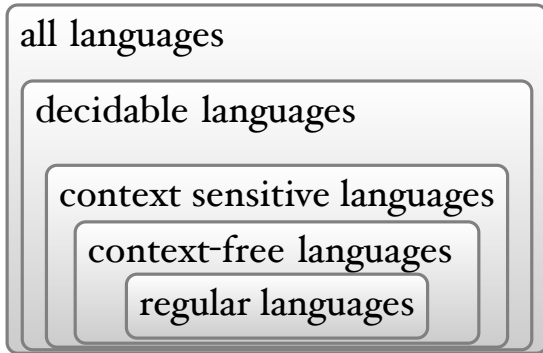 all languages
decidable languages
context sensitive languages
context-free languages
regular languages